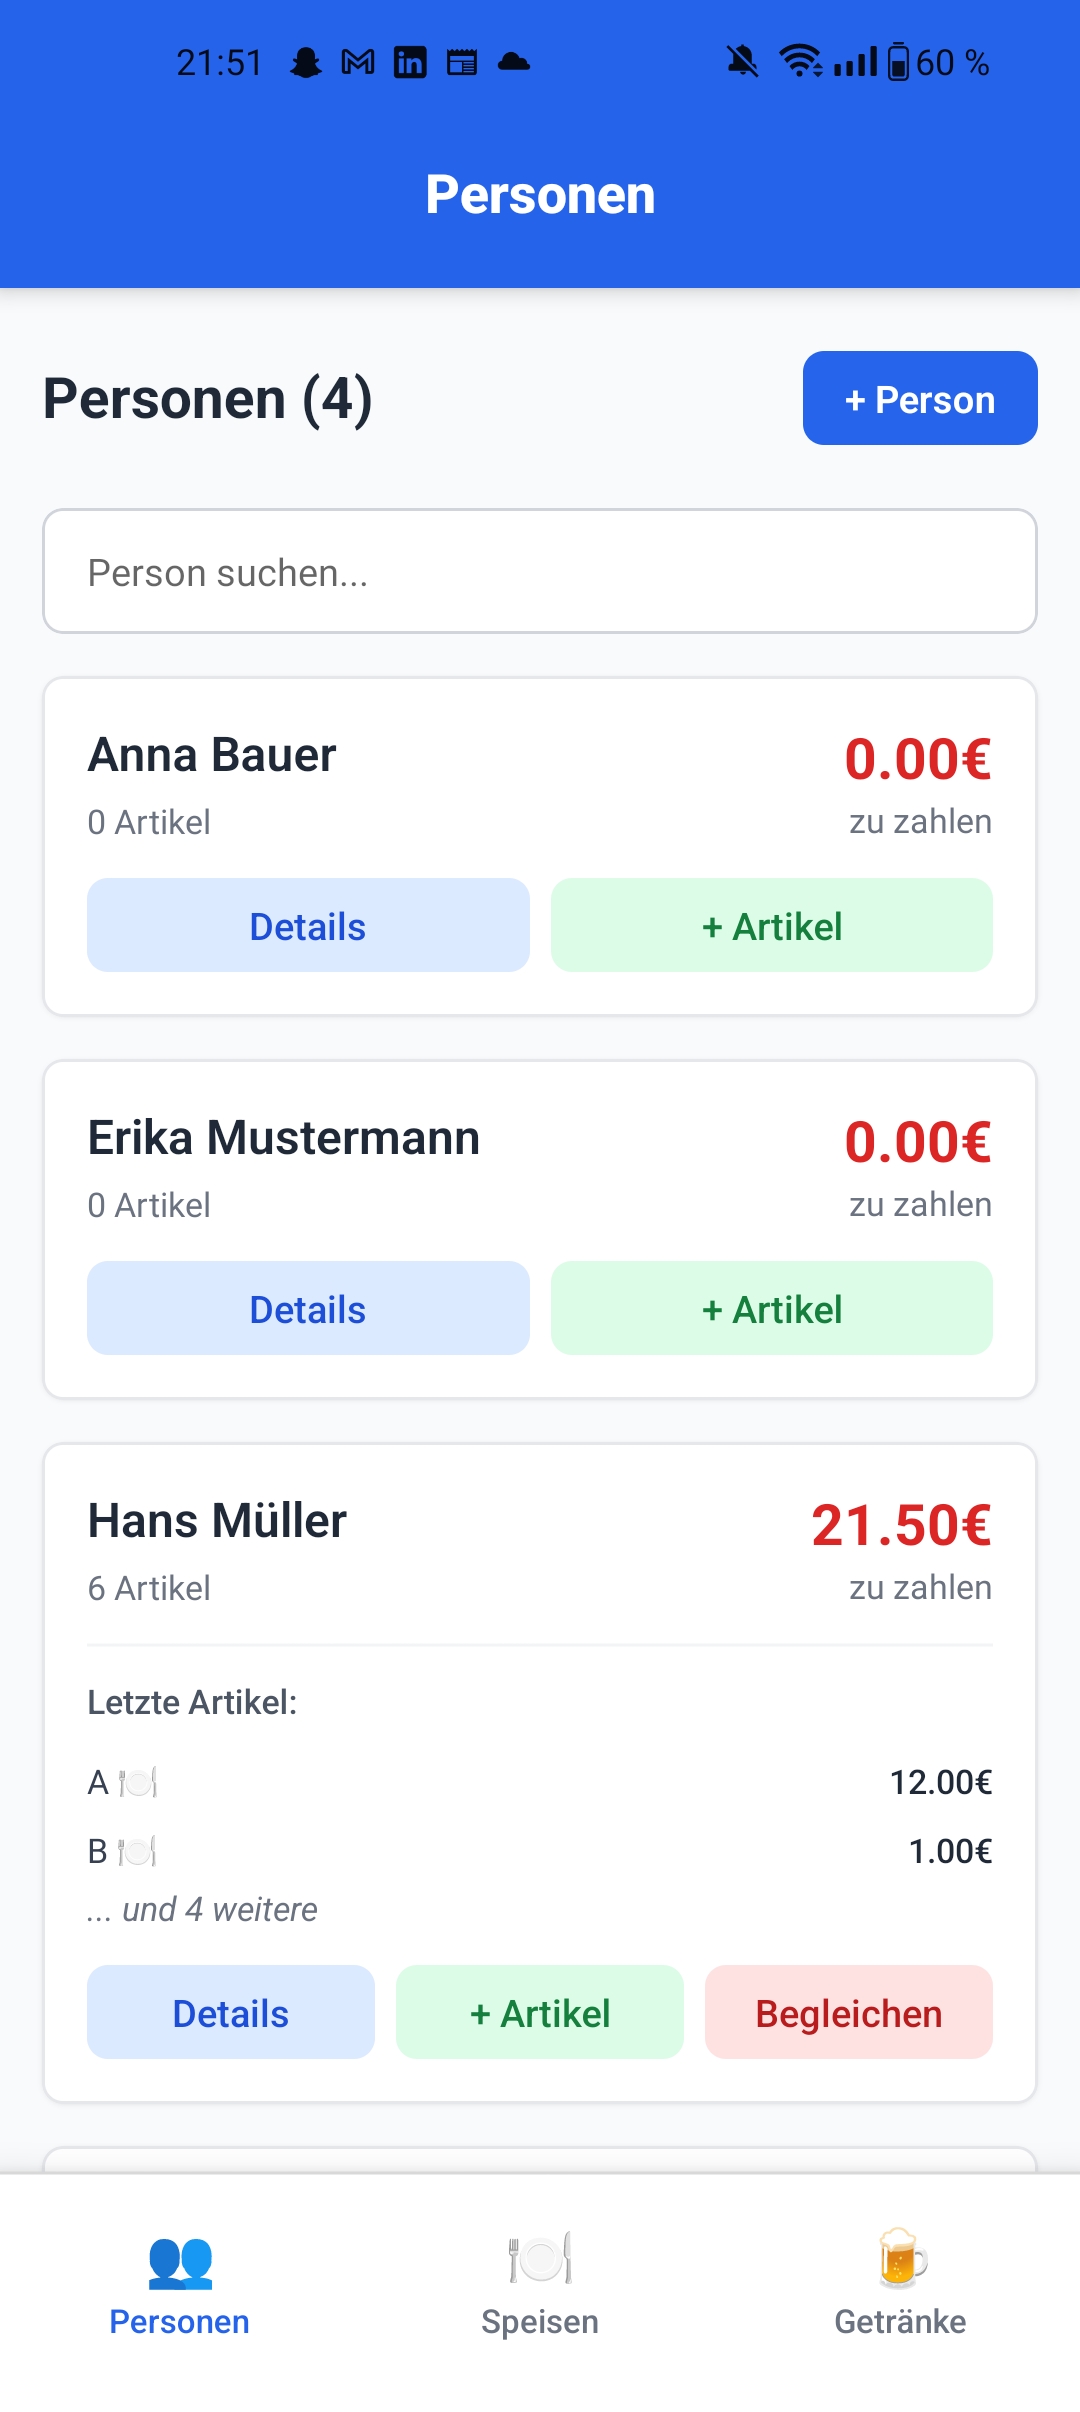 21:51 60 %
Personen
Personen (4)
+ Person
Person suchen...
Anna Bauer 0.00€
0 Artikel zu zahlen
Details + Artikel
Erika Mustermann 0.00€
0 Artikel zu zahlen
Details + Artikel
Hans Müller 21.50€
6 Artikel zu zahlen
Letzte Artikel:
A 🍽️ 12.00€
B 🍽️ 1.00€
... und 4 weitere
Details + Artikel Begleichen
Personen Speisen Getränke